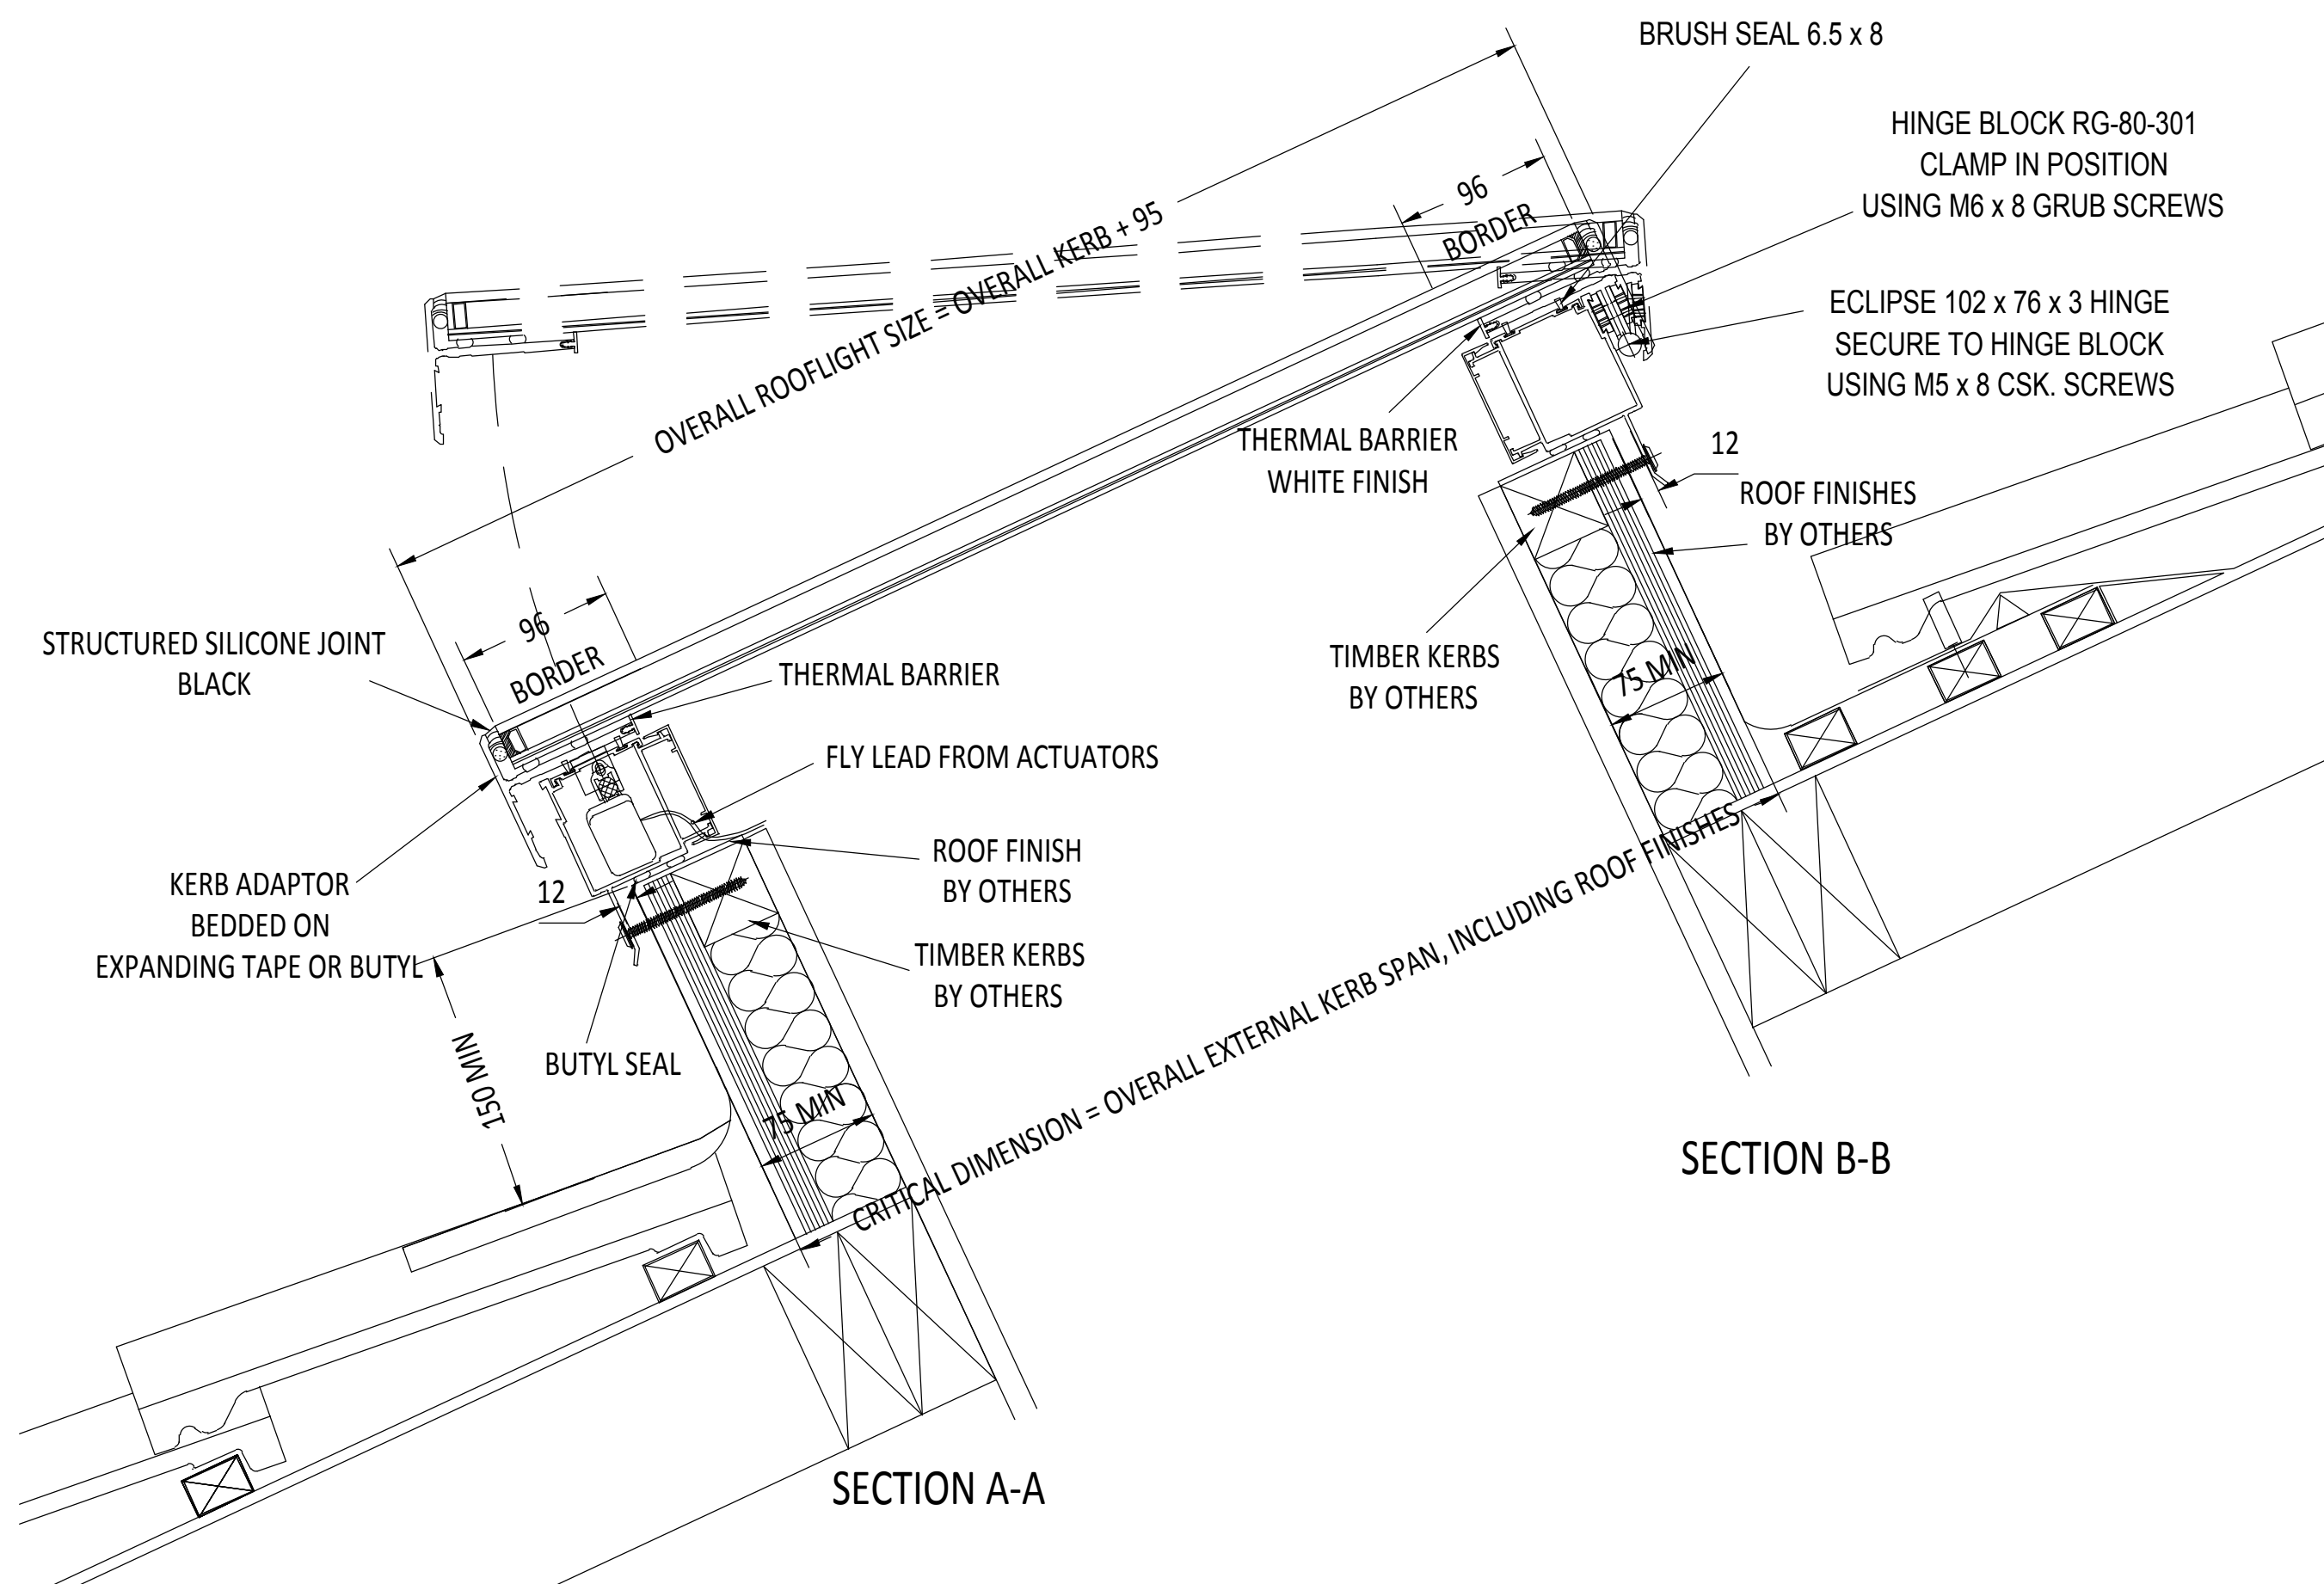 BRUSH SEAL 6.5 x 8
HINGE BLOCK RG-80-301
CLAMP IN POSITION
USING M6 x 8 GRUB SCREWS
96
BORDER
OVERALL ROOFLIGHT SIZE = OVERALL KERB + 95
ECLIPSE 102 x 76 x 3 HINGE
SECURE TO HINGE BLOCK
USING M5 x 8 CSK. SCREWS
THERMAL BARRIER
WHITE FINISH
12
ROOF FINISHES
BY OTHERS
96
BORDER
STRUCTURED SILICONE JOINT
BLACK
THERMAL BARRIER
TIMBER KERBS
BY OTHERS
75 MIN
FLY LEAD FROM ACTUATORS
ROOF FINISH
BY OTHERS
KERB ADAPTOR
BEDDED ON
EXPANDING TAPE OR BUTYL
12
TIMBER KERBS
BY OTHERS
BUTYL SEAL
150 MIN
75 MIN
CRITICAL DIMENSION = OVERALL EXTERNAL KERB SPAN, INCLUDING ROOF FINISHES
SECTION B-B
SECTION A-A